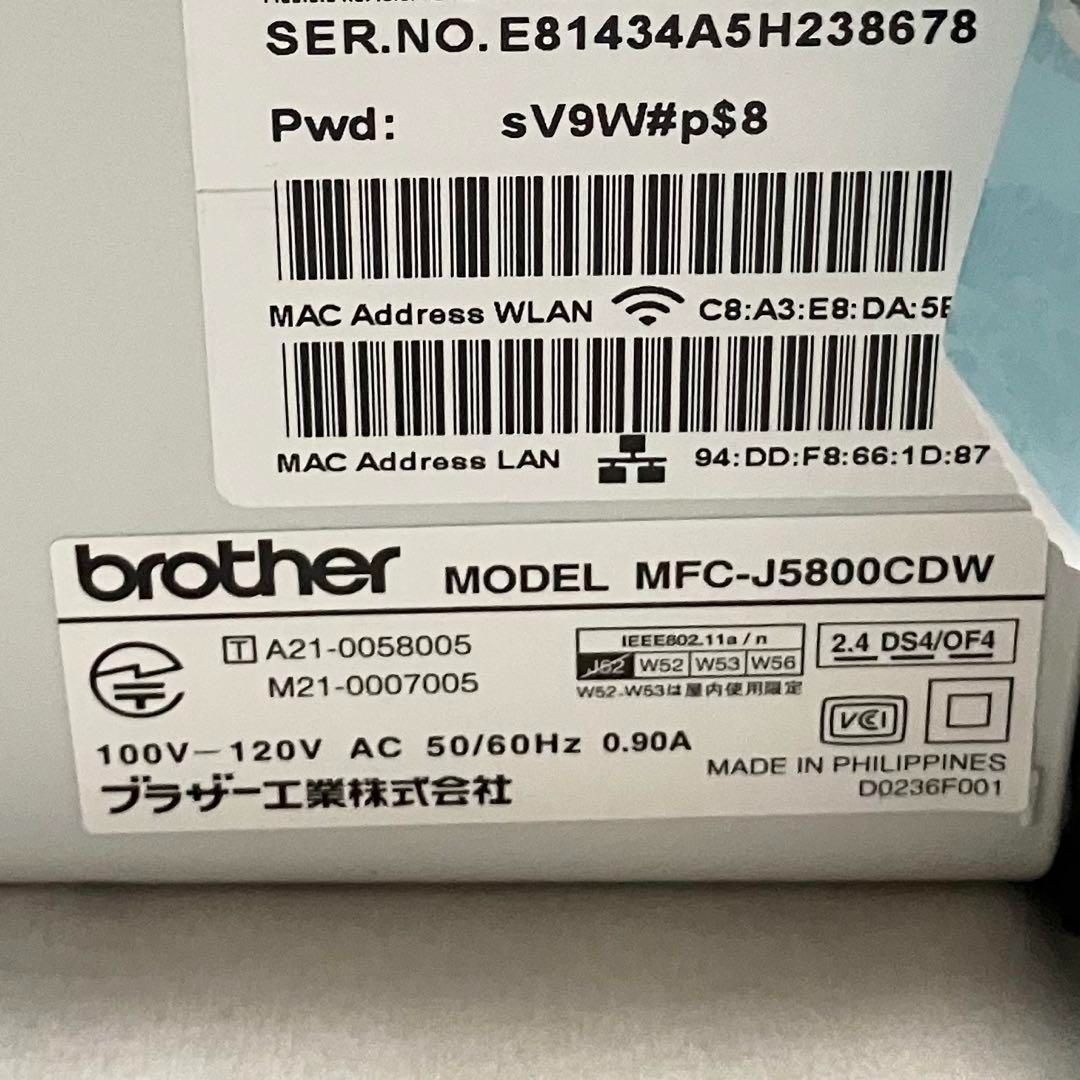 SER.NO. E81434A5H238678
Pwd: sV9W#p$8
MAC Address WLAN C8:A3:E8:DA:5
MAC Address LAN 94:DD:F8:66:1D:87
brother MODEL MFC-J5800CDW
T A21-0058005
M21-0007005
IEEE802.11a/n
J52 W52 W53 W56
W52.W53は屋内使用限定
2.4 DS4/OF4
VCCI
100V-120V AC 50/60Hz 0.90A
MADE IN PHILIPPINES
D0236F001
ブラザー工業株式会社